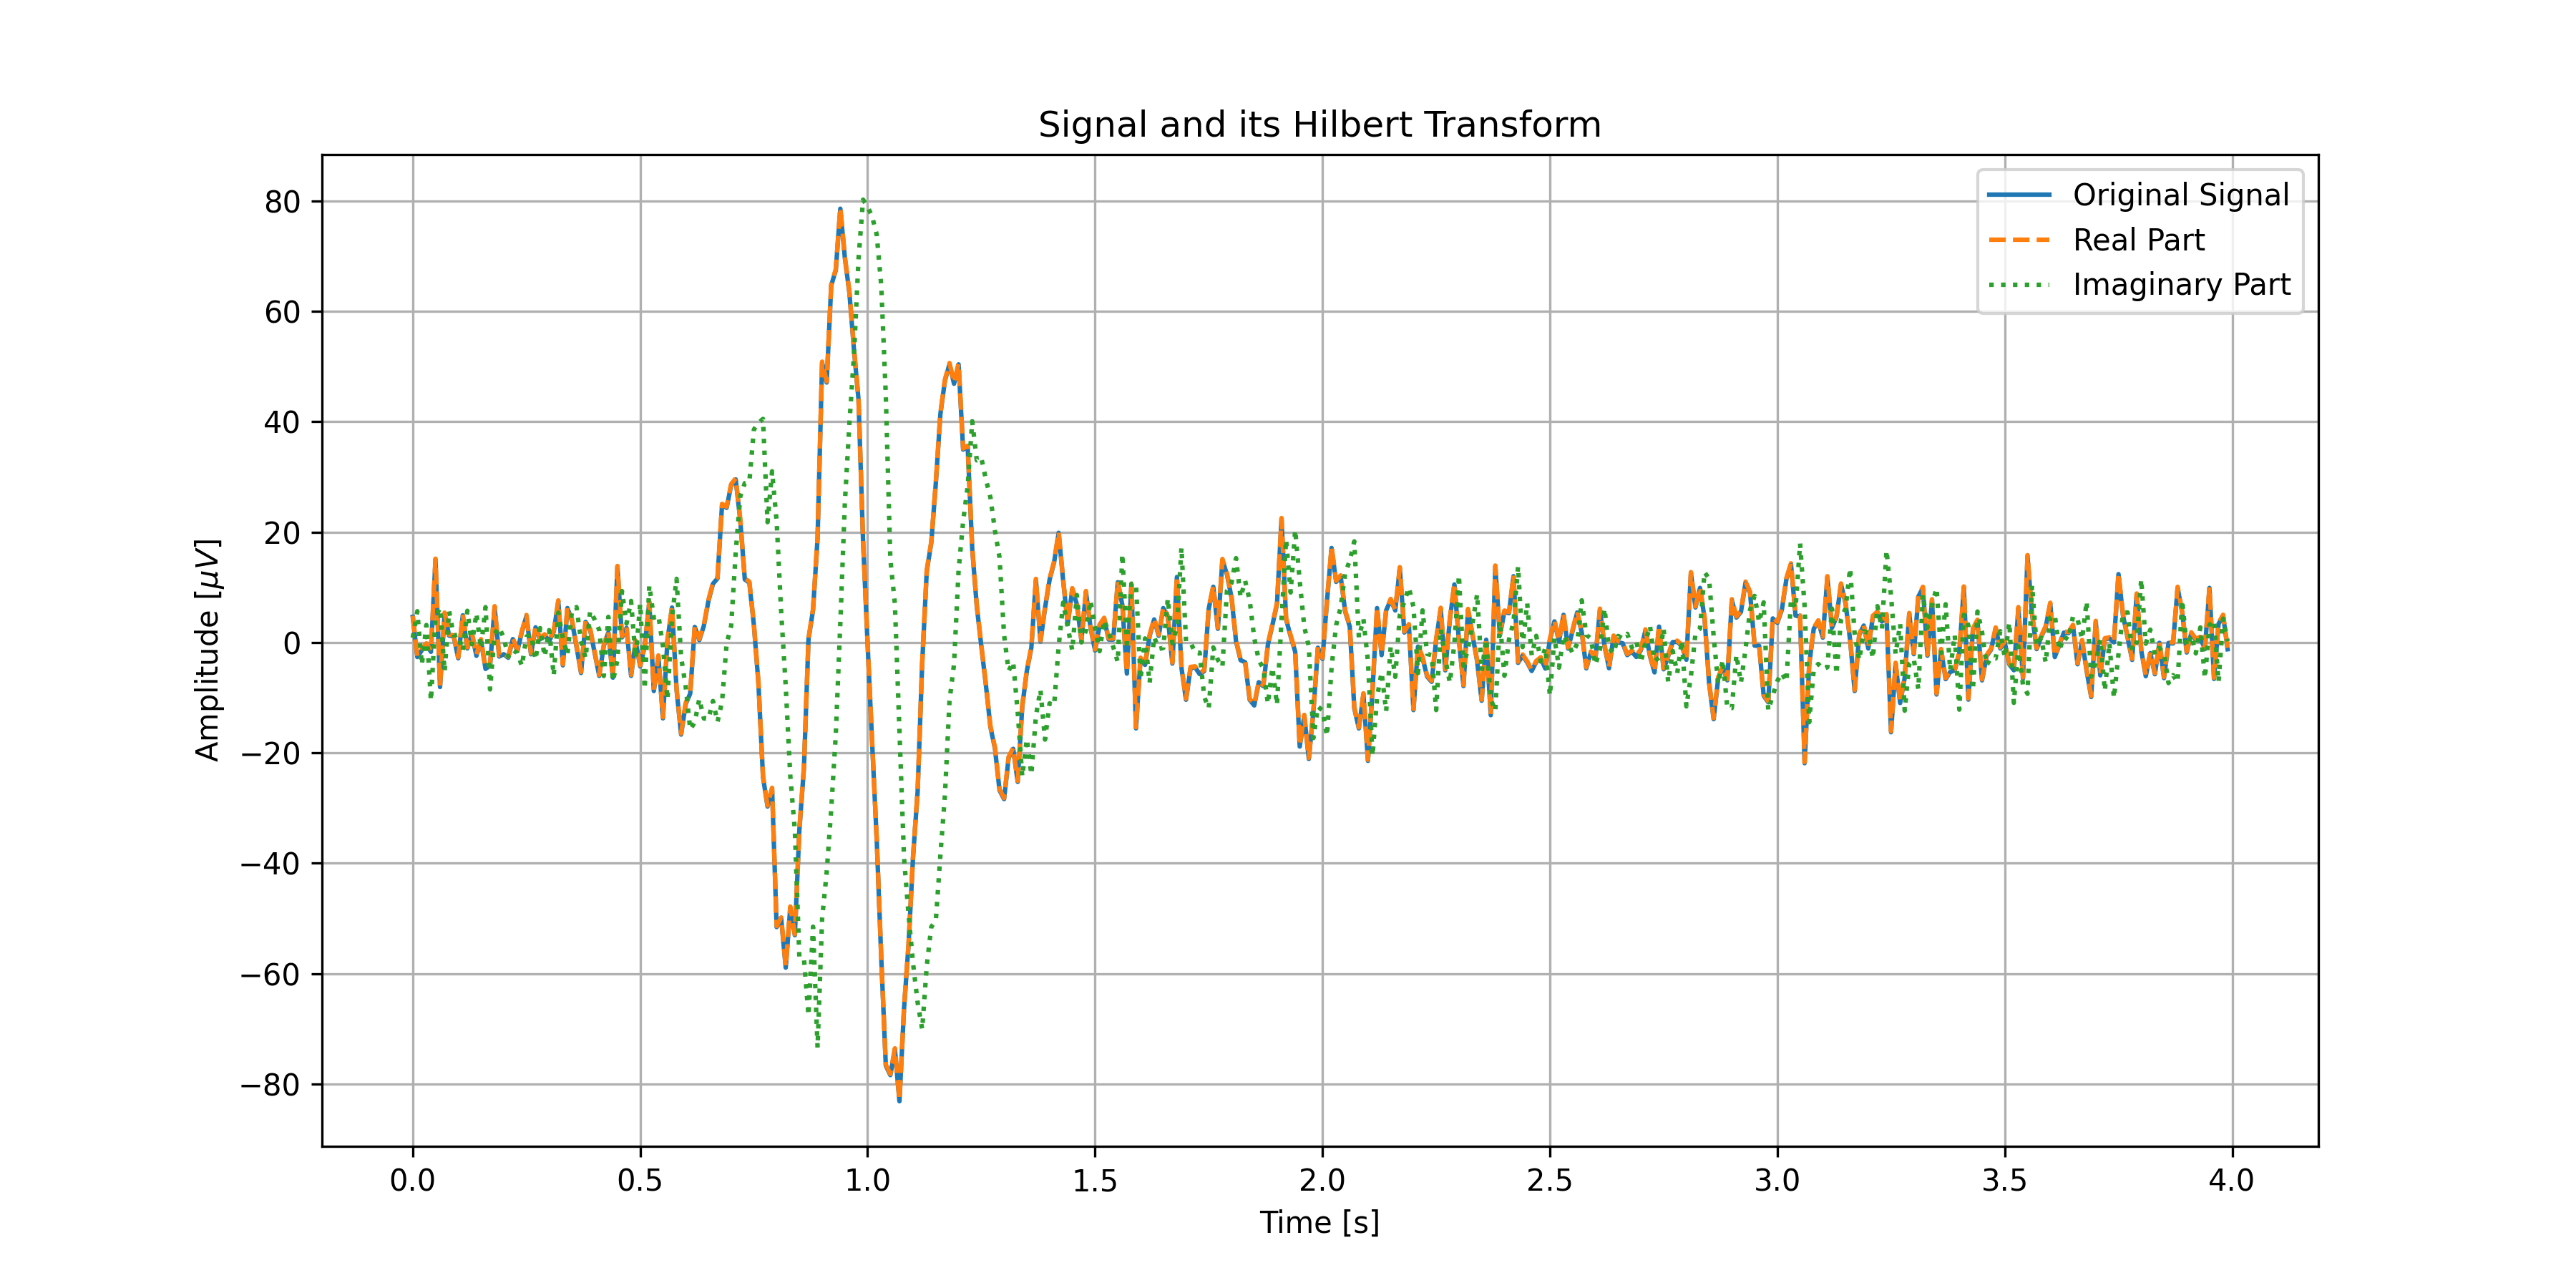 Signal and its Hilbert Transform
Original Signal
Real Part
Imaginary Part
Amplitude [μV]
80
60
40
20
0
−20
−40
−60
−80
0.0 0.5 1.0 1.5 2.0 2.5 3.0 3.5 4.0
Time [s]